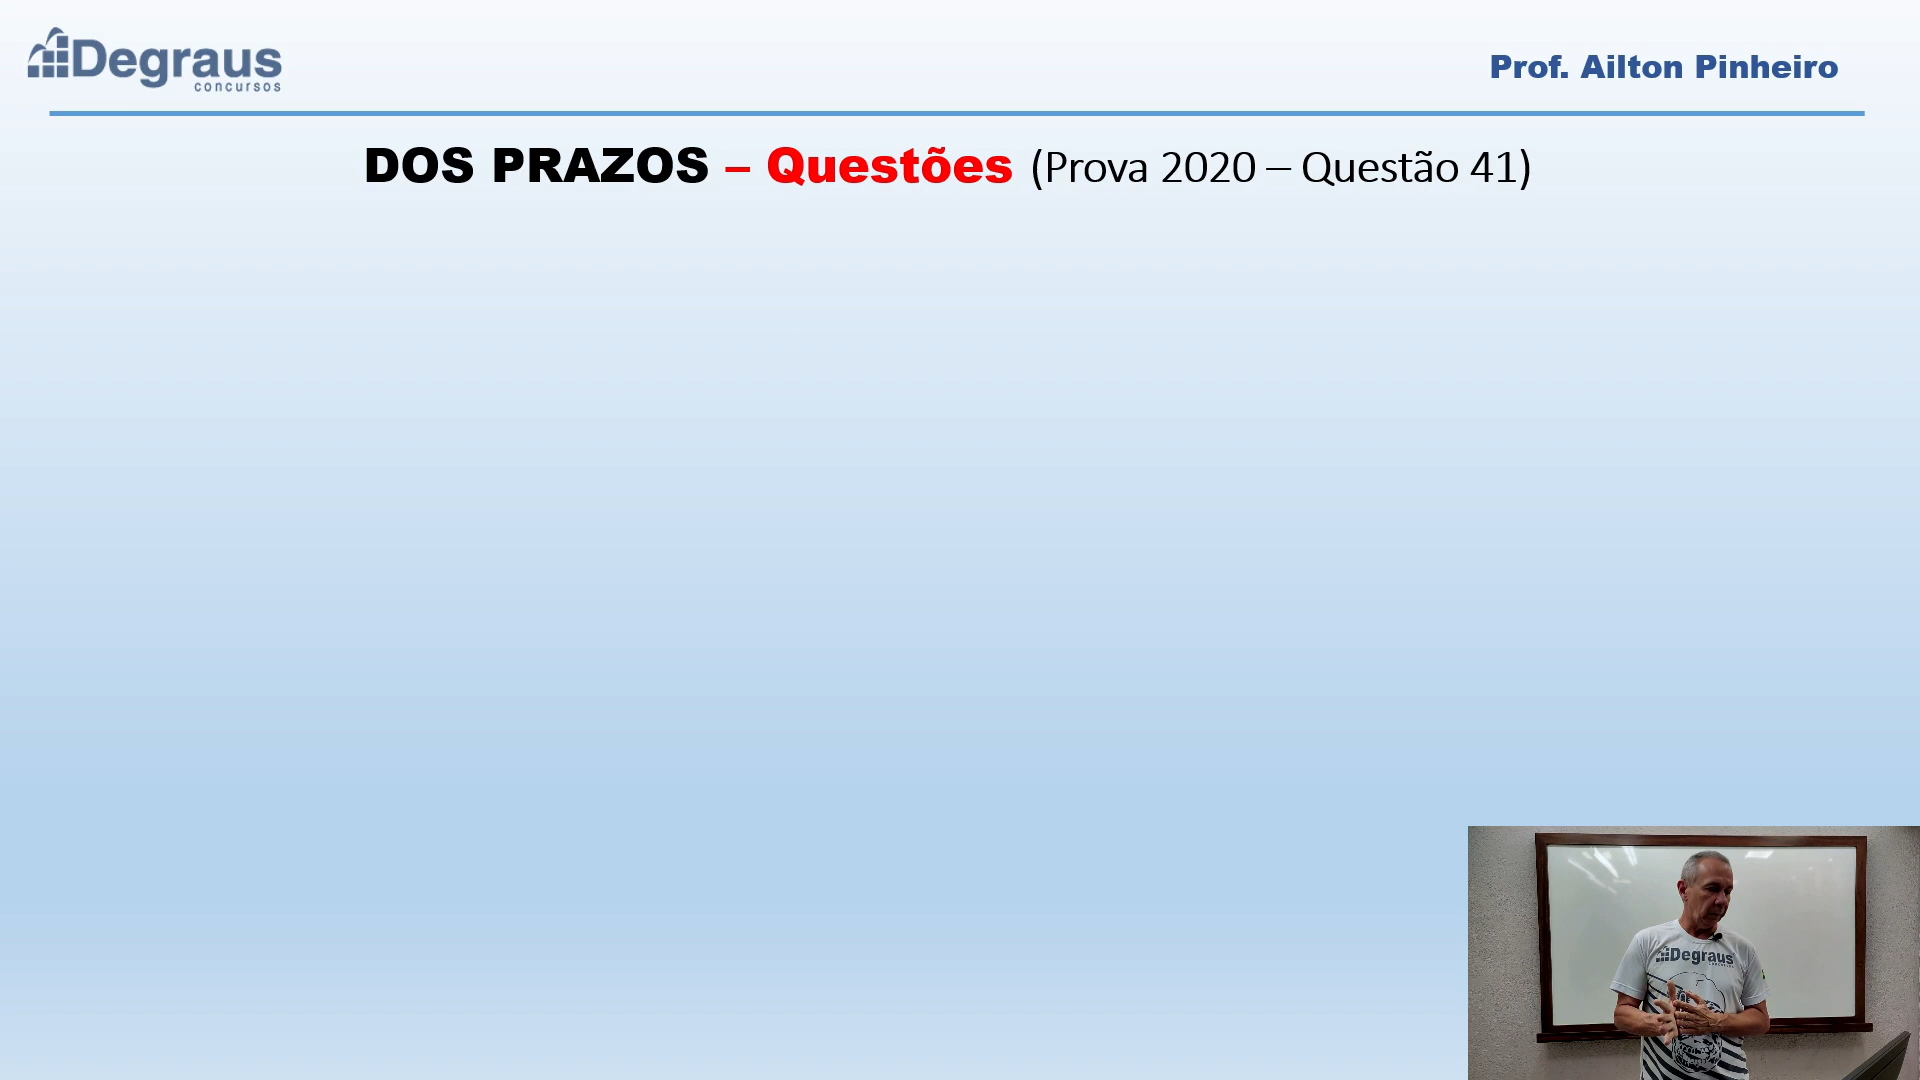 Degraus
concursos
Prof. Ailton Pinheiro
DOS PRAZOS – Questões (Prova 2020 – Questão 41)
Degraus